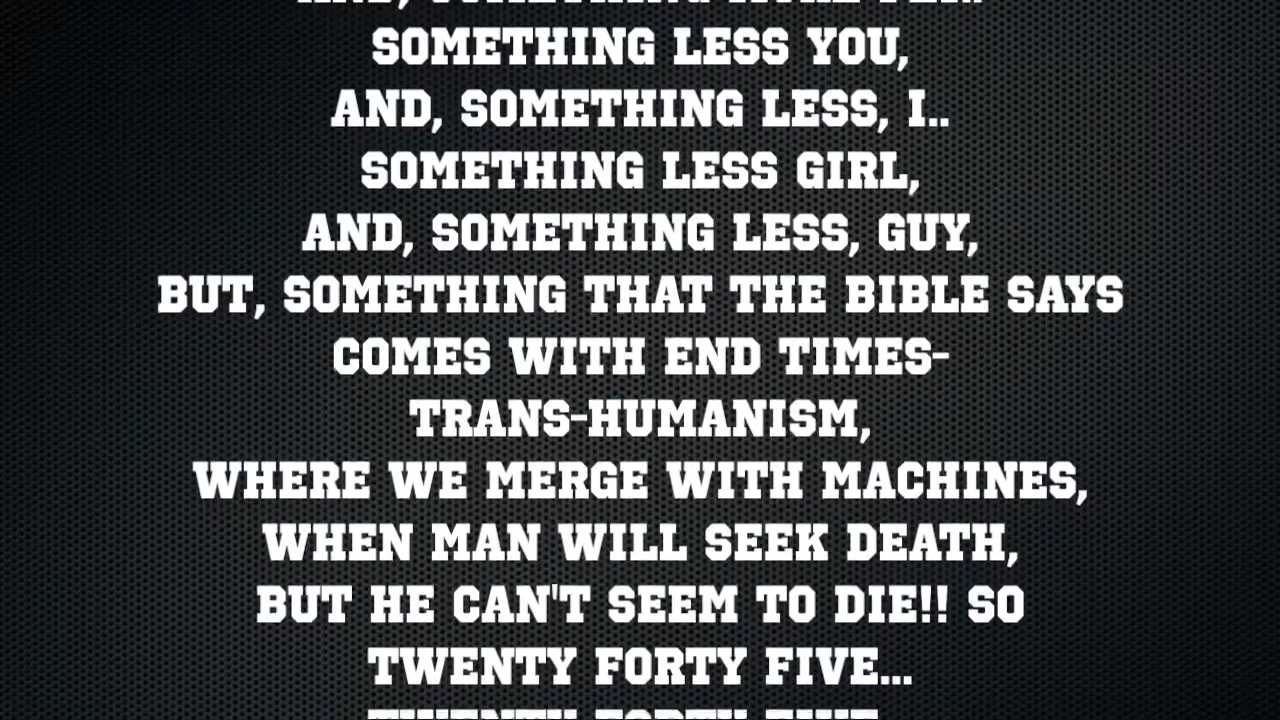 SOMETHING LESS YOU,
AND, SOMETHING LESS, I..
SOMETHING LESS GIRL,
AND, SOMETHING LESS, GUY,
BUT, SOMETHING THAT THE BIBLE SAYS
COMES WITH END TIMES-
TRANS-HUMANISM,
WHERE WE MERGE WITH MACHINES,
WHEN MAN WILL SEEK DEATH,
BUT HE CAN'T SEEM TO DIE!! SO
TWENTY FORTY FIVE...